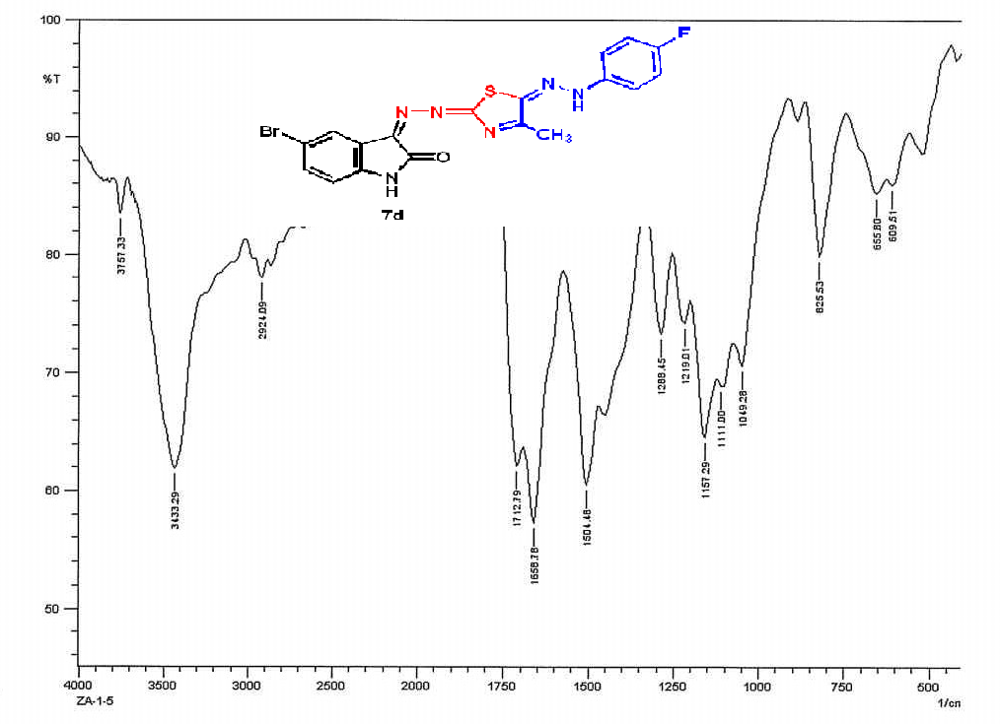 100
%T
90
80
70
60
50
F
S
N
N
H
N
N
N
CH3
Br
O
N
H
7d
3757.33
3433.29
2924.09
1712.79
1658.78
1504.48
1288.45
1219.01
1157.29
1111.00
1049.28
825.53
655.80
609.51
4000
3500
3000
2500
2000
1750
1500
1250
1000
750
500
ZA-1-5
1/cm